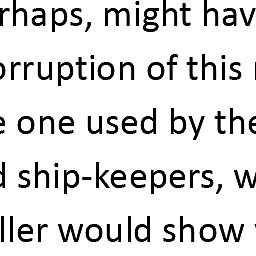 rhaps, might hav
orruption of this
e one used by the
d ship-keepers, w
ller would show